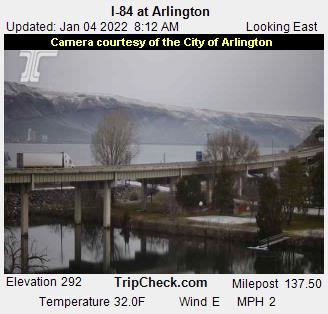 I-84 at Arlington
Updated: Jan 04 2022 8:12 AM Looking East
Camera courtesy of the City of Arlington
Elevation 292 TripCheck.com Milepost 137.50
Temperature 32.0F Wind E MPH 2